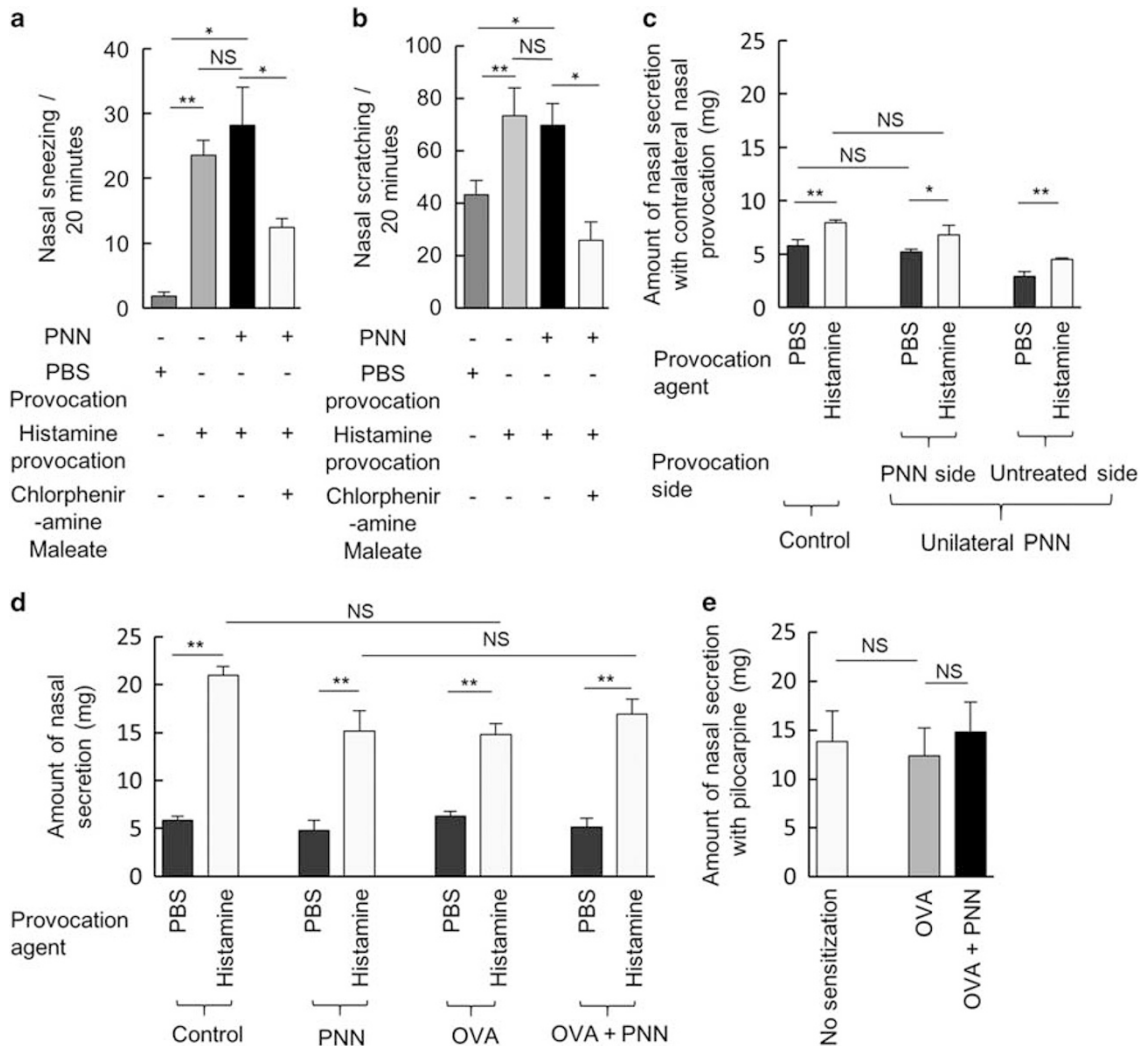 a
Nasal sneezing /
20 minutes
40
30
20
10
0
*
NS
*
**
PNN - - + +
PBS
Provocation
+ - - -
Histamine
provocation
- + + +
Chlorphenir
-amine
Maleate
- - - +
b
Nasal scratching /
20 minutes
100
80
60
40
20
0
*
NS
**
*
PNN - - + +
PBS
provocation
+ - - -
Histamine
provocation
- + + +
Chlorphenir
-amine
Maleate
- - - +
c
Amount of nasal secretion
with contralateral nasal
provocation (mg)
25
20
15
10
5
0
NS
NS
**
*
**
Provocation
agent
PBS
Histamine
PBS
Histamine
PBS
Histamine
Provocation
side
PNN side
Untreated side
Control
Unilateral PNN
d
Amount of nasal
secretion (mg)
25
20
15
10
5
0
NS
NS
**
**
**
**
Provocation
agent
PBS
Histamine
PBS
Histamine
PBS
Histamine
PBS
Histamine
Control
PNN
OVA
OVA + PNN
e
Amount of nasal secretion
with pilocarpine (mg)
25
20
15
10
5
0
NS
NS
No sensitization
OVA
OVA + PNN